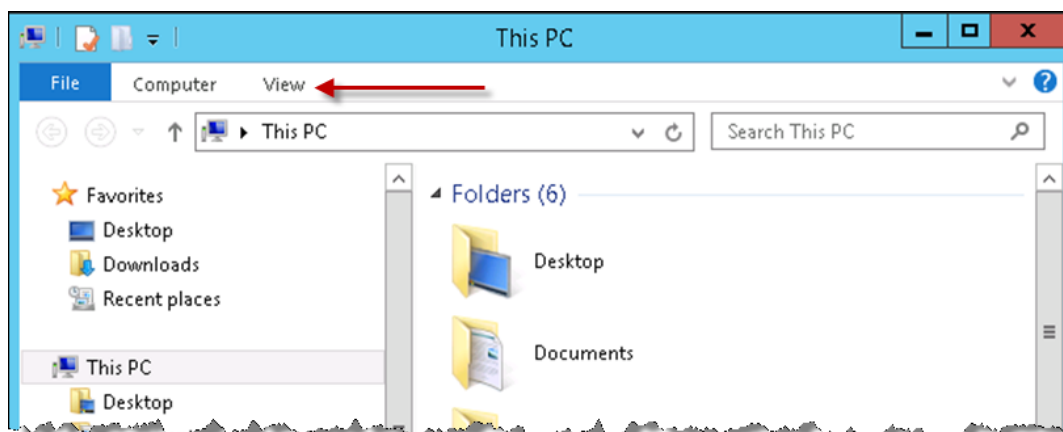 This PC
File Computer View
This PC
Search This PC
Favorites
Desktop
Downloads
Recent places
This PC
Desktop
Folders (6)
Desktop
Documents